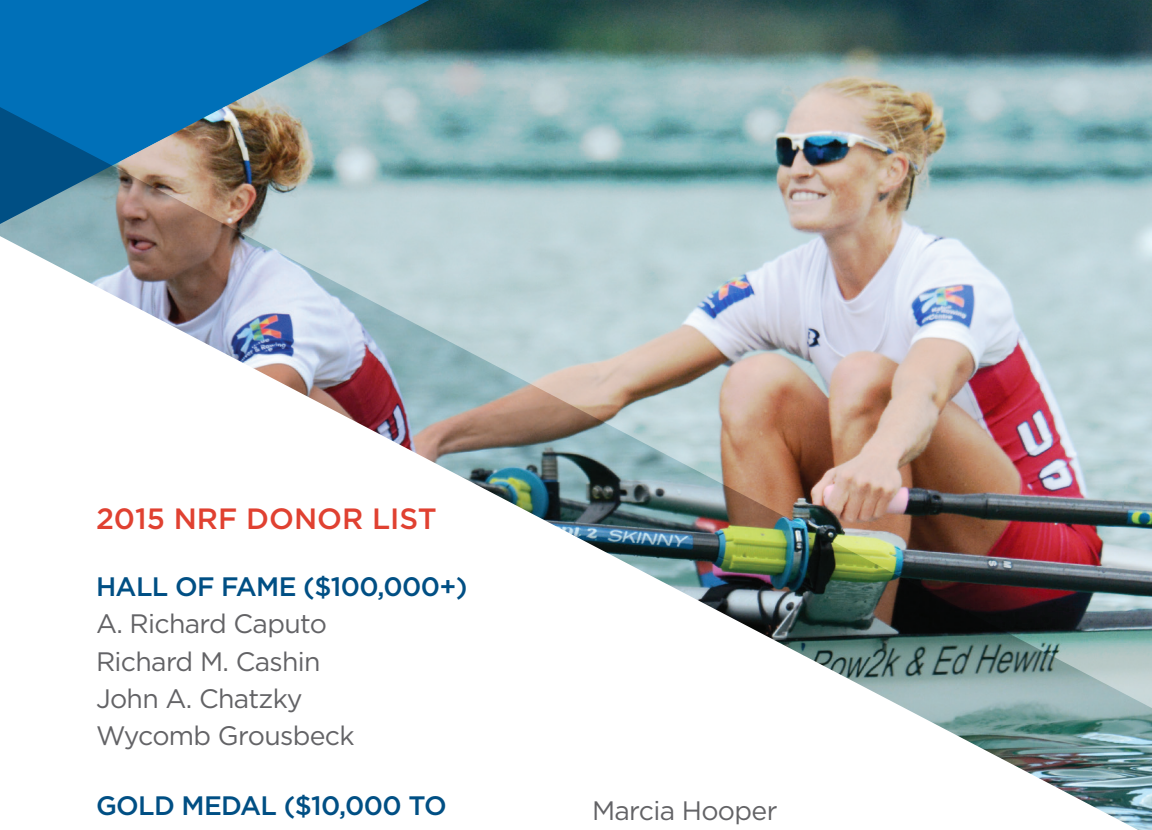 U
U
S
2 SKINNY
Row2k & Ed Hewitt
2015 NRF DONOR LIST
HALL OF FAME ($100,000+)
A. Richard Caputo
Richard M. Cashin
John A. Chatzky
Wycomb Grousbeck
GOLD MEDAL ($10,000 TO
Marcia Hooper